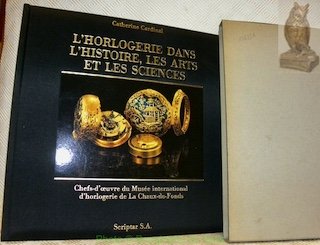 Catherine Cardinal
L'HORLOGERIE DANS
L'HISTOIRE, LES ARTS
ET LES SCIENCES
Chefs-d'œuvre du Musée international
d'horlogerie de La Chaux-de-Fonds
Scriptar S.A.